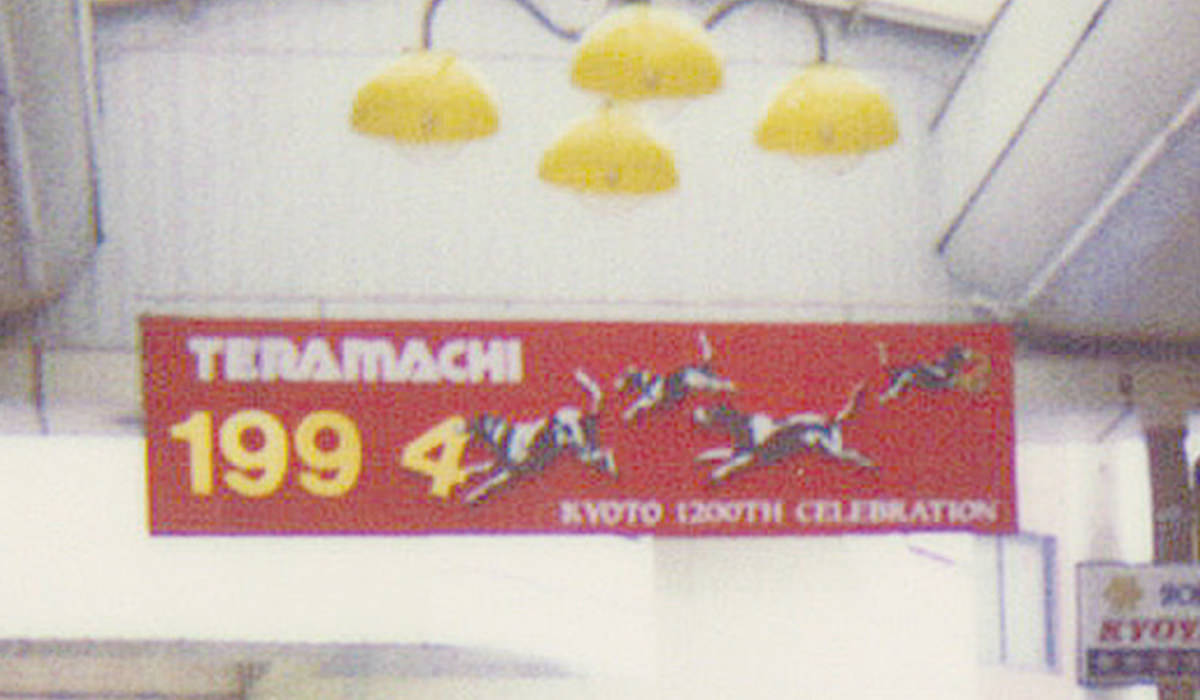 TERAMACHI
199 4
KYOTO 1200TH CELEBRATION